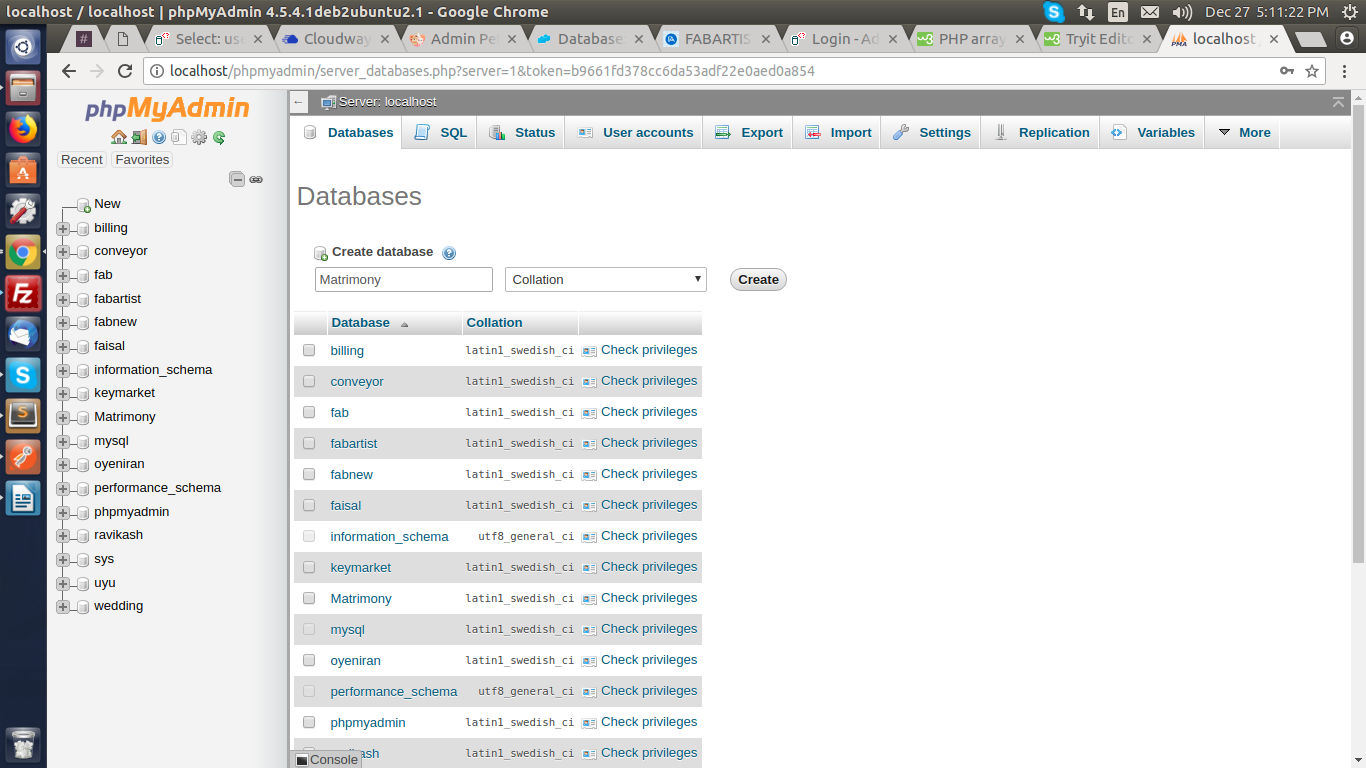 localhost / localhost | phpMyAdmin 4.5.4.1deb2ubuntu2.1 - Google Chrome En Dec 27 5:11:22 PM
# Select: use Cloudway Admin Pe Database FABARTIS Login - Ad PHP array Tryit Edito localhost
localhost/phpmyadmin/server_databases.php?server=1&token=b9661fd378cc6da53adf22e0aed0a854
phpMyAdmin
Recent Favorites
New
billing
conveyor
fab
fabartist
fabnew
faisal
information_schema
keymarket
Matrimony
mysql
oyeniran
performance_schema
phpmyadmin
ravikash
sys
uyu
wedding
Server: localhost
Databases SQL Status User accounts Export Import Settings Replication Variables More
Databases
Create database
Matrimony Collation Create
Database Collation
billing latin1_swedish_ci Check privileges
conveyor latin1_swedish_ci Check privileges
fab latin1_swedish_ci Check privileges
fabartist latin1_swedish_ci Check privileges
fabnew latin1_swedish_ci Check privileges
faisal latin1_swedish_ci Check privileges
information_schema utf8_general_ci Check privileges
keymarket latin1_swedish_ci Check privileges
Matrimony latin1_swedish_ci Check privileges
mysql latin1_swedish_ci Check privileges
oyeniran latin1_swedish_ci Check privileges
performance_schema utf8_general_ci Check privileges
phpmyadmin latin1_swedish_ci Check privileges
latin1_swedish_ci Check privileges
Console